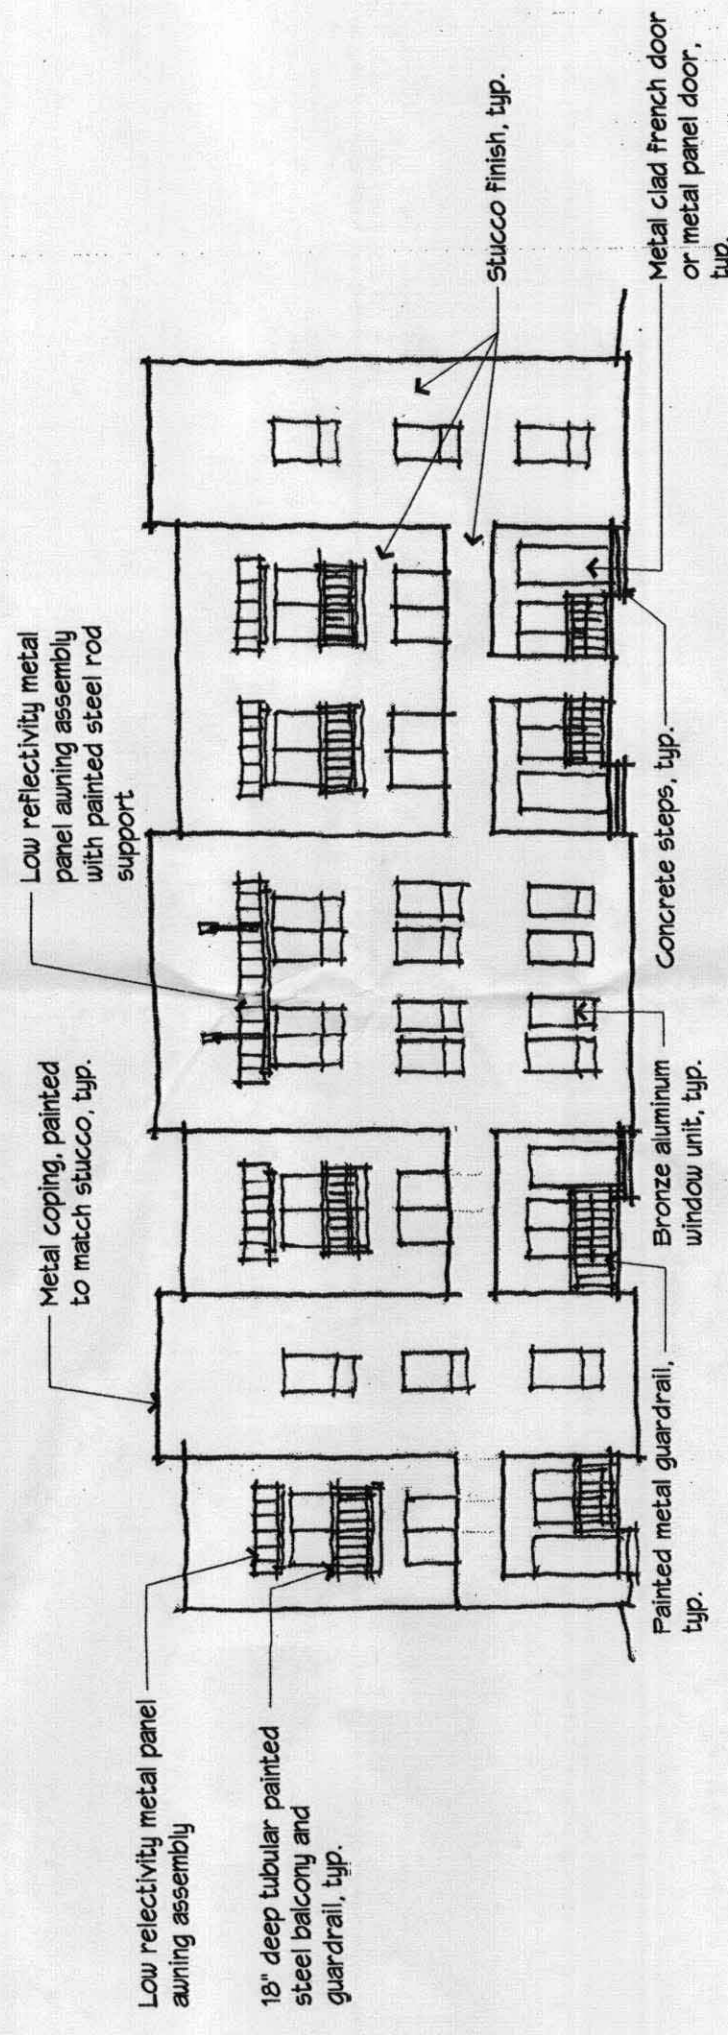 Low relectivity metal panel
awning assembly
18" deep tubular painted
steel balcony and
guardrail, typ.
Metal coping, painted
to match stucco, typ.
Low reflectivity metal
panel awning assembly
with painted steel rod
support
Stucco finish, typ.
Painted metal guardrail,
typ.
Bronze aluminum
window unit, typ.
Concrete steps, typ.
Metal clad french door
or metal panel door,
typ.